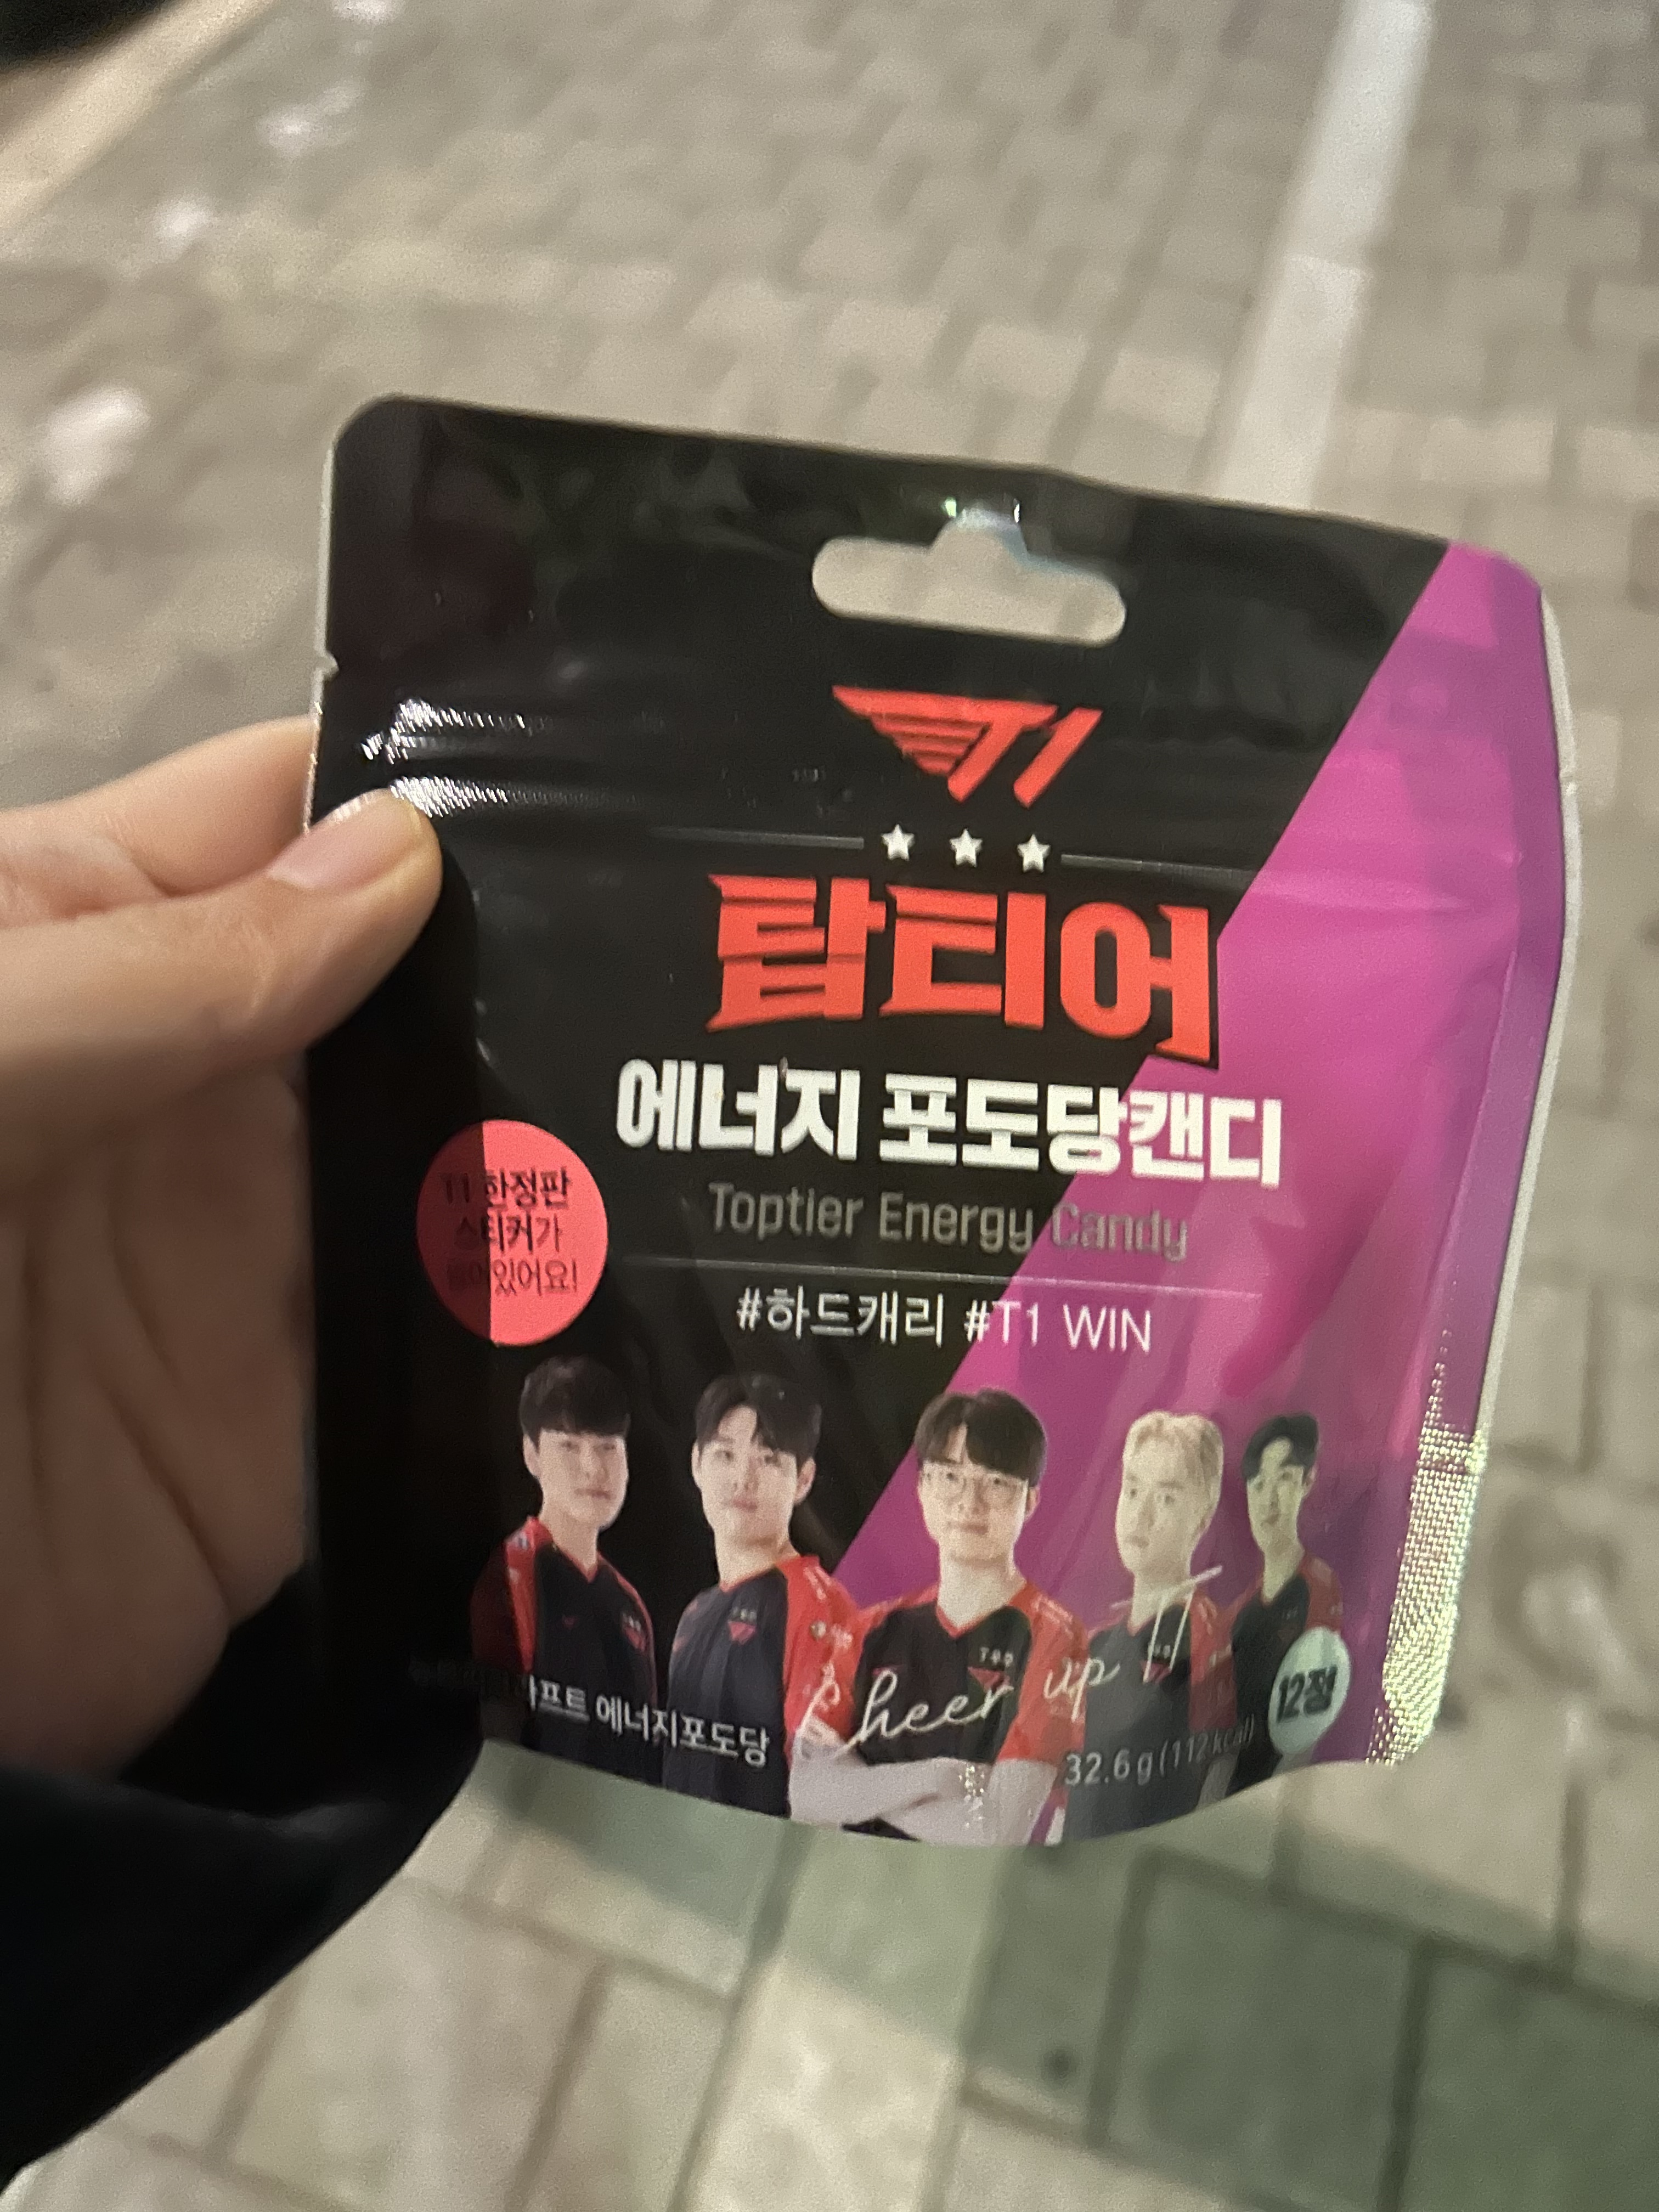 T1
탑티어
에너지 포도당캔디
Toptier Energy Candy
T1 한정판
스티커가
들어있어요!
#하드캐리 #T1 WIN
Cheer up T1
에너지포도당
12정
32.6g(112 kcal)